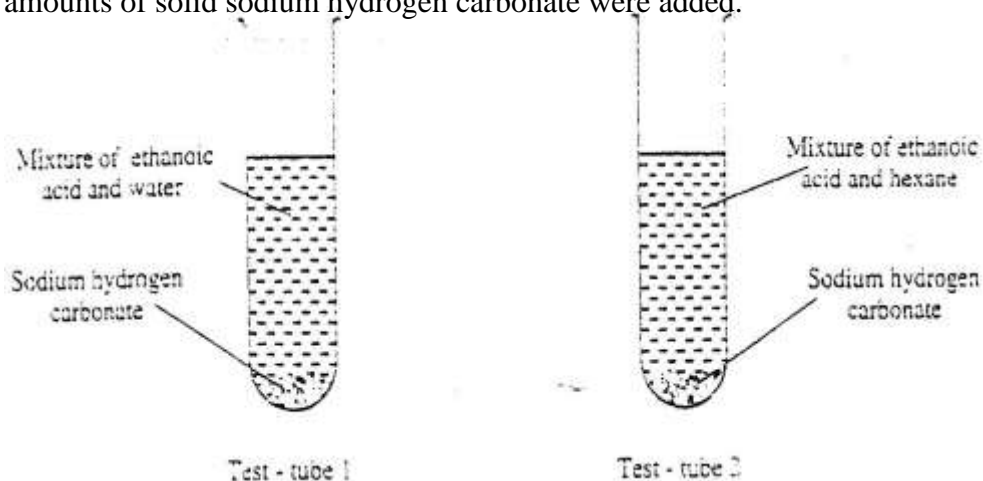 amounts of solid sodium hydrogen carbonate were added.
Mixture of ethanoic
acid and water
Mixture of ethanoic
acid and hexane
Sodium hydrogen
carbonate
Sodium hydrogen
carbonate
Test - tube 1
Test - tube 2